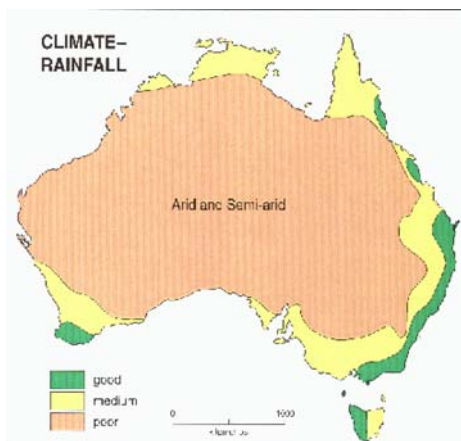 CLIMATE–
RAINFALL
Arid and Semi-arid
good
medium
poor
0 1000